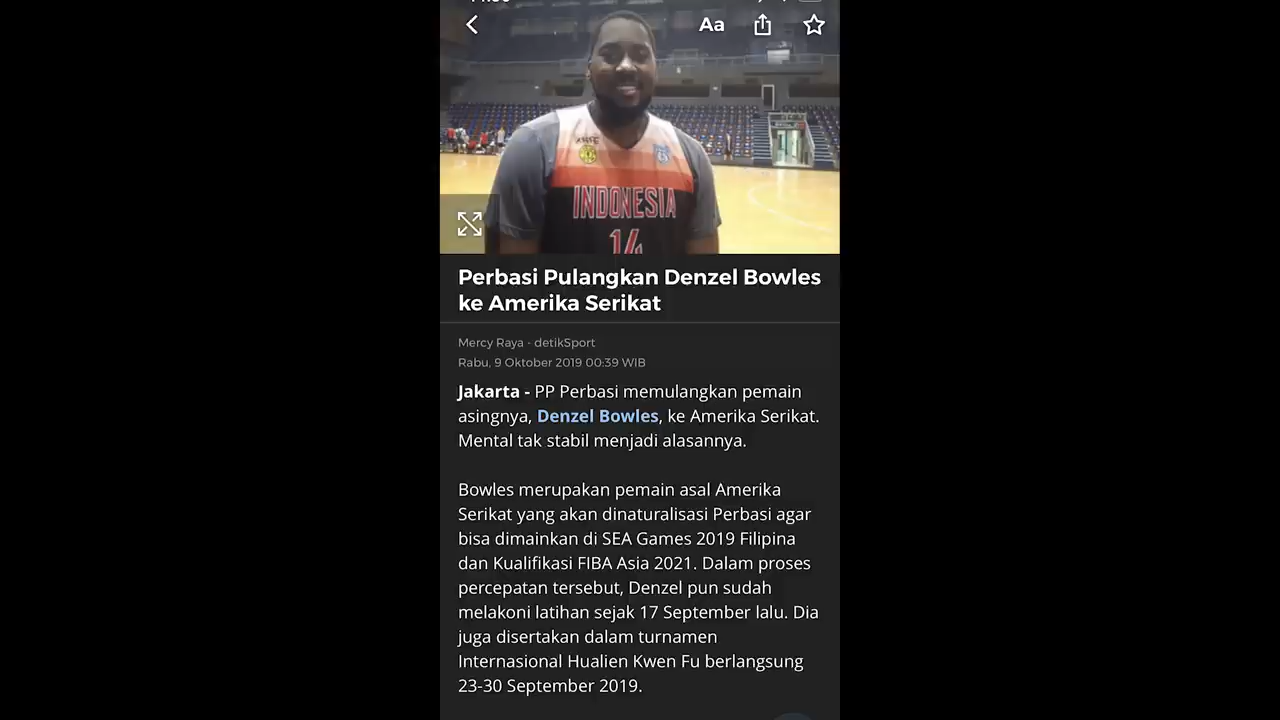 Aa
INDONESIA
14
Perbasi Pulangkan Denzel Bowles
ke Amerika Serikat
Mercy Raya - detikSport
Rabu, 9 Oktober 2019 00:39 WIB
Jakarta - PP Perbasi memulangkan pemain
asingnya, Denzel Bowles, ke Amerika Serikat.
Mental tak stabil menjadi alasannya.
Bowles merupakan pemain asal Amerika
Serikat yang akan dinaturalisasi Perbasi agar
bisa dimainkan di SEA Games 2019 Filipina
dan Kualifikasi FIBA Asia 2021. Dalam proses
percepatan tersebut, Denzel pun sudah
melakoni latihan sejak 17 September lalu. Dia
juga disertakan dalam turnamen
Internasional Hualien Kwen Fu berlangsung
23-30 September 2019.